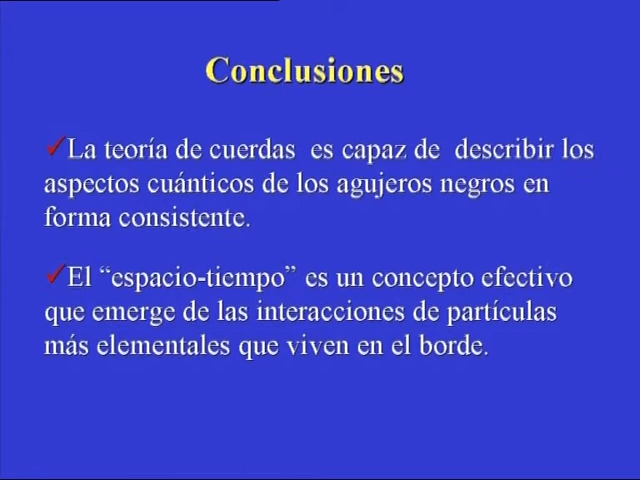 Conclusiones
✓La teoría de cuerdas es capaz de describir los
aspectos cuánticos de los agujeros negros en
forma consistente.
✓El “espacio-tiempo” es un concepto efectivo
que emerge de las interacciones de partículas
más elementales que viven en el borde.